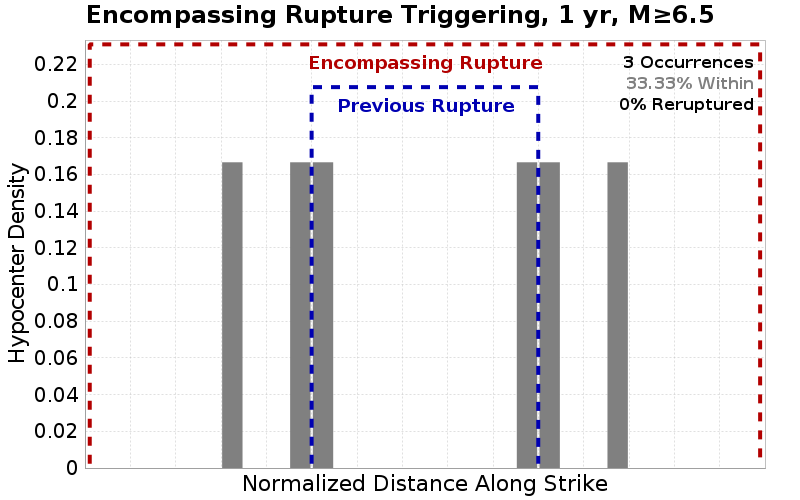 Encompassing Rupture Triggering, 1 yr, M≥6.5
Encompassing Rupture
3 Occurrences
33.33% Within
Previous Rupture
0% Reruptured
0.22
0.2
0.18
0.16
0.14
0.12
0.1
0.08
0.06
0.04
0.02
0
Hypocenter Density
Normalized Distance Along Strike